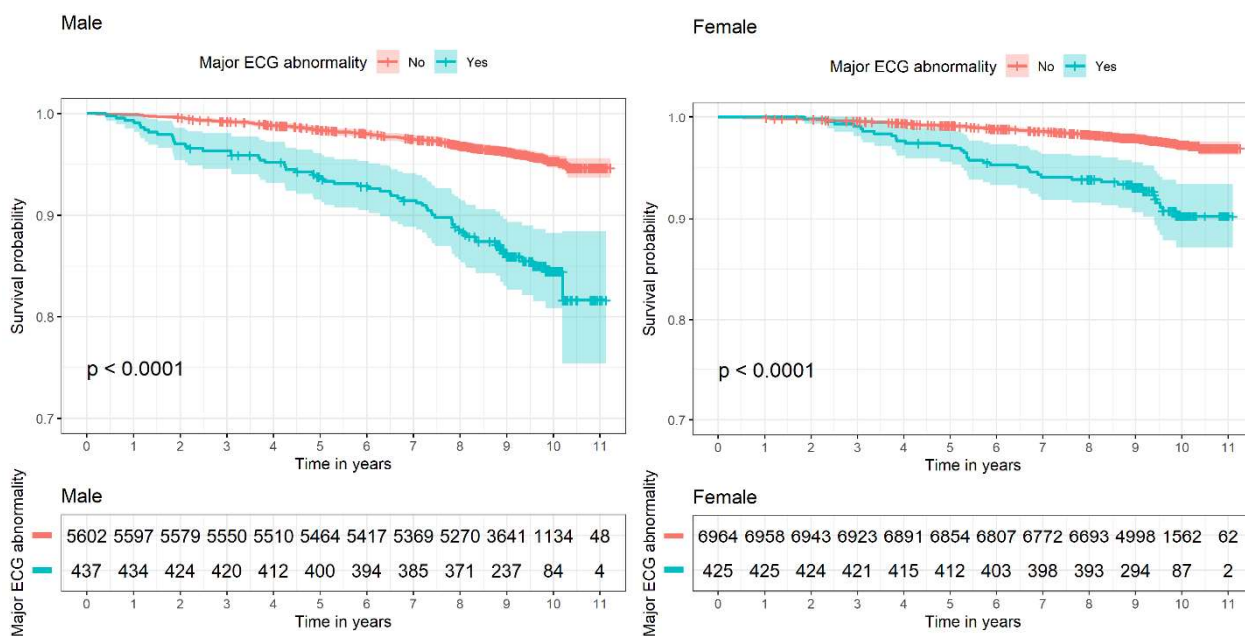 Male
Major ECG abnormality No Yes
Survival probability
1.0
0.9
0.8
0.7
p < 0.0001
0 1 2 3 4 5 6 7 8 9 10 11
Time in years
Male
Major ECG abnormality
5602 5597 5579 5550 5510 5464 5417 5369 5270 3641 1134 48
437 434 424 420 412 400 394 385 371 237 84 4
0 1 2 3 4 5 6 7 8 9 10 11
Time in years
Female
Major ECG abnormality No Yes
Survival probability
1.0
0.9
0.8
0.7
p < 0.0001
0 1 2 3 4 5 6 7 8 9 10 11
Time in years
Female
Major ECG abnormality
6964 6958 6943 6923 6891 6854 6807 6772 6693 4998 1562 62
425 425 424 421 415 412 403 398 393 294 87 2
0 1 2 3 4 5 6 7 8 9 10 11
Time in years